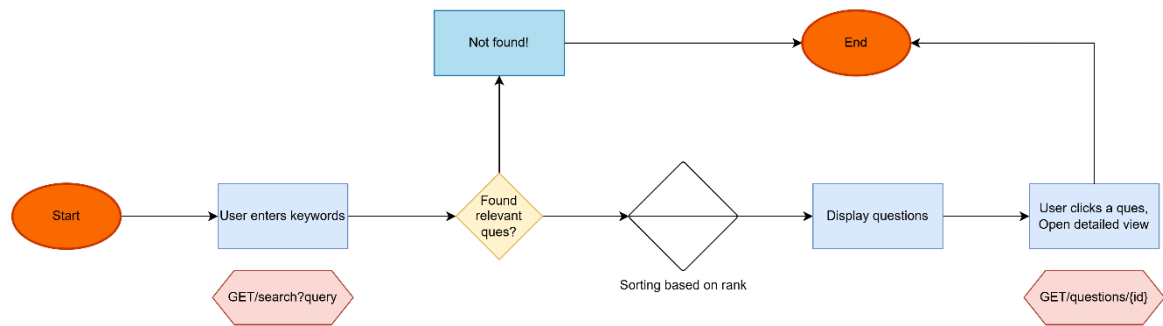 Not found!
End
Start
User enters keywords
Found
relevant
ques?
Display questions
User clicks a ques,
Open detailed view
Sorting based on rank
GET/search?query
GET/questions/{id}